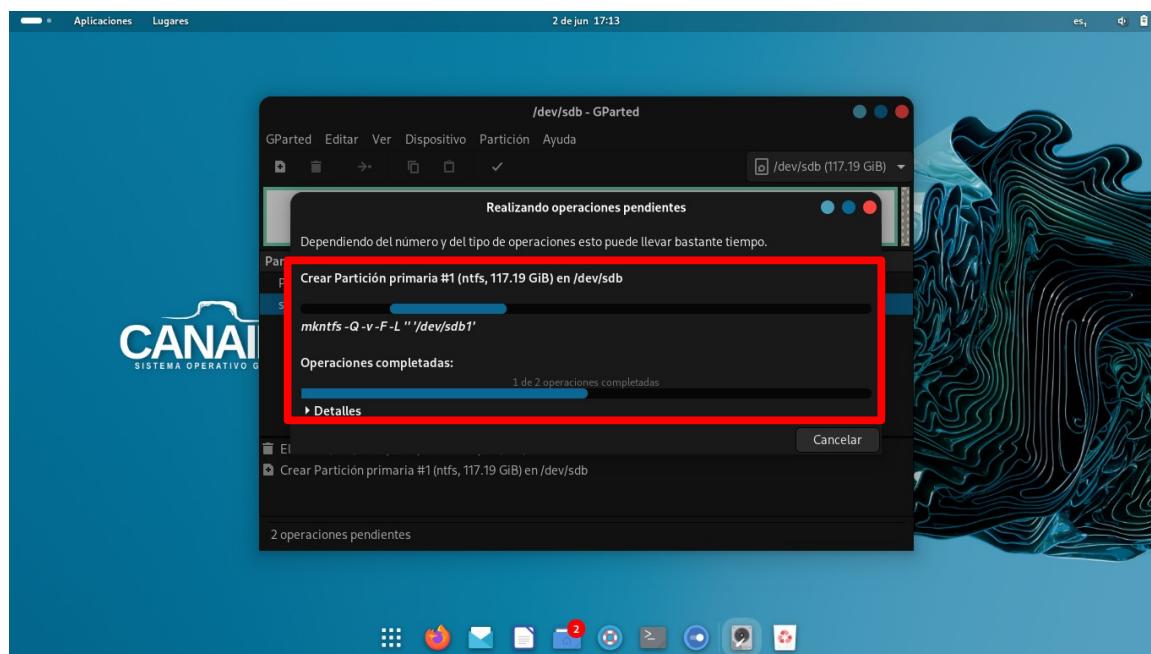 Aplicaciones Lugares 2 de jun 17:13 es,
/dev/sdb - GParted
GParted Editar Ver Dispositivo Partición Ayuda
/dev/sdb (117.19 GiB)
Realizando operaciones pendientes
Dependiendo del número y del tipo de operaciones esto puede llevar bastante tiempo.
Par
Crear Partición primaria #1 (ntfs, 117.19 GiB) en /dev/sdb
mkntfs -Q -v -F -L '' '/dev/sdb1'
CANAI
SISTEMA OPERATIVO G
Operaciones completadas:
1 de 2 operaciones completadas
Detalles
Cancelar
El
Crear Partición primaria #1 (ntfs, 117.19 GiB) en /dev/sdb
2 operaciones pendientes
2